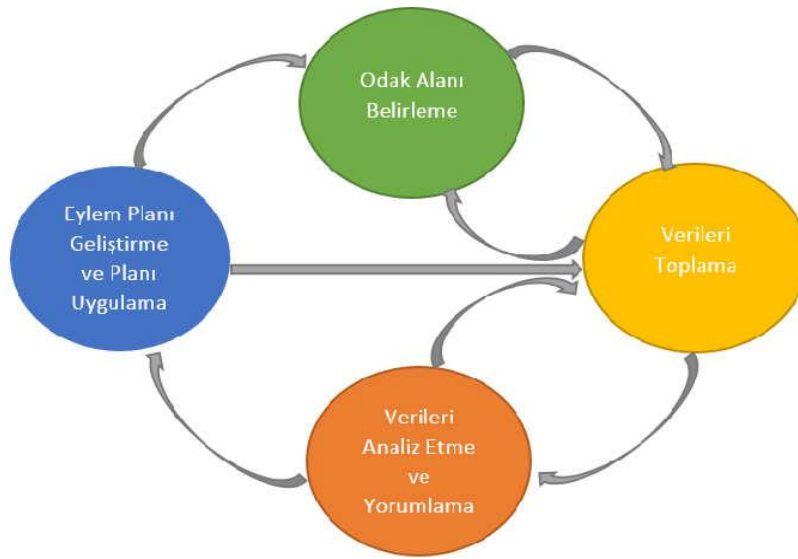 Odak Alanı
Belirleme
Eylem Planı
Geliştirme
ve Planı
Uygulama
Verileri
Toplama
Verileri
Analiz Etme
ve
Yorumlama